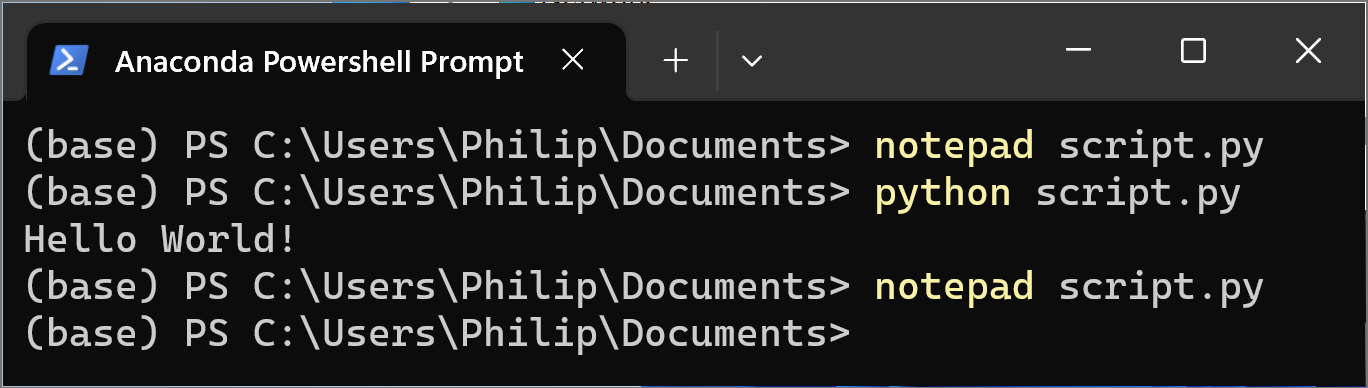 Anaconda Powershell Prompt
(base) PS C:\Users\Philip\Documents> notepad script.py
(base) PS C:\Users\Philip\Documents> python script.py
Hello World!
(base) PS C:\Users\Philip\Documents> notepad script.py
(base) PS C:\Users\Philip\Documents>